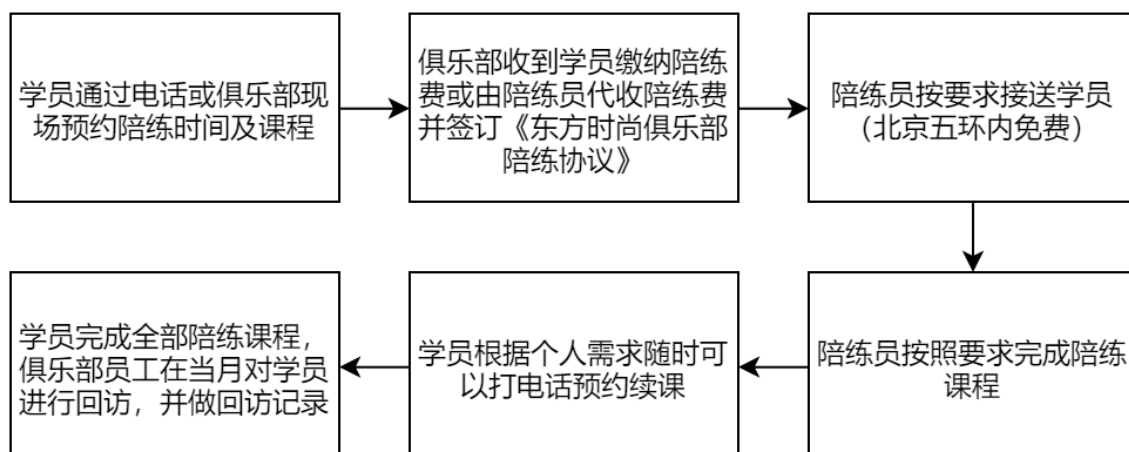 学员通过电话或俱乐部现
场预约陪练时间及课程
俱乐部收到学员缴纳陪练
费或由陪练员代收陪练费
并签订《东方时尚俱乐部
陪练协议》
陪练员按要求接送学员
（北京五环内免费）
陪练员按照要求完成陪练
课程
学员根据个人需求随时可
以打电话预约续课
学员完成全部陪练课程，
俱乐部员工在当月对学员
进行回访，并做回访记录